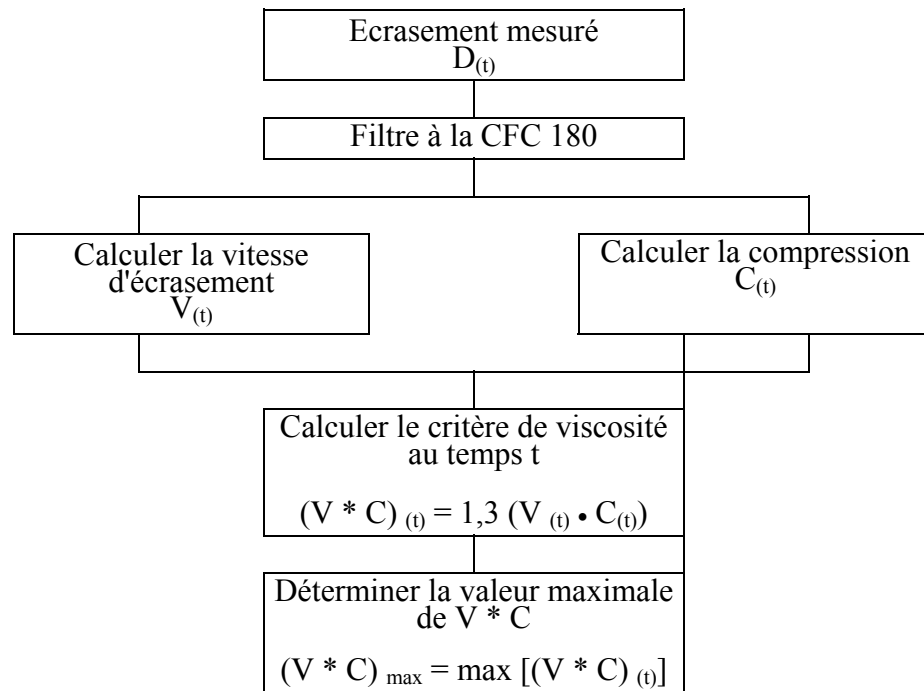 Ecrasement mesuré
D(t)
Filtre à la CFC 180
Calculer la vitesse
d'écrasement
V(t)
Calculer la compression
C(t)
Calculer le critère de viscosité
au temps t
(V * C) (t) = 1,3 (V (t) • C(t))
Déterminer la valeur maximale
de V * C
(V * C) max = max [(V * C) (t)]